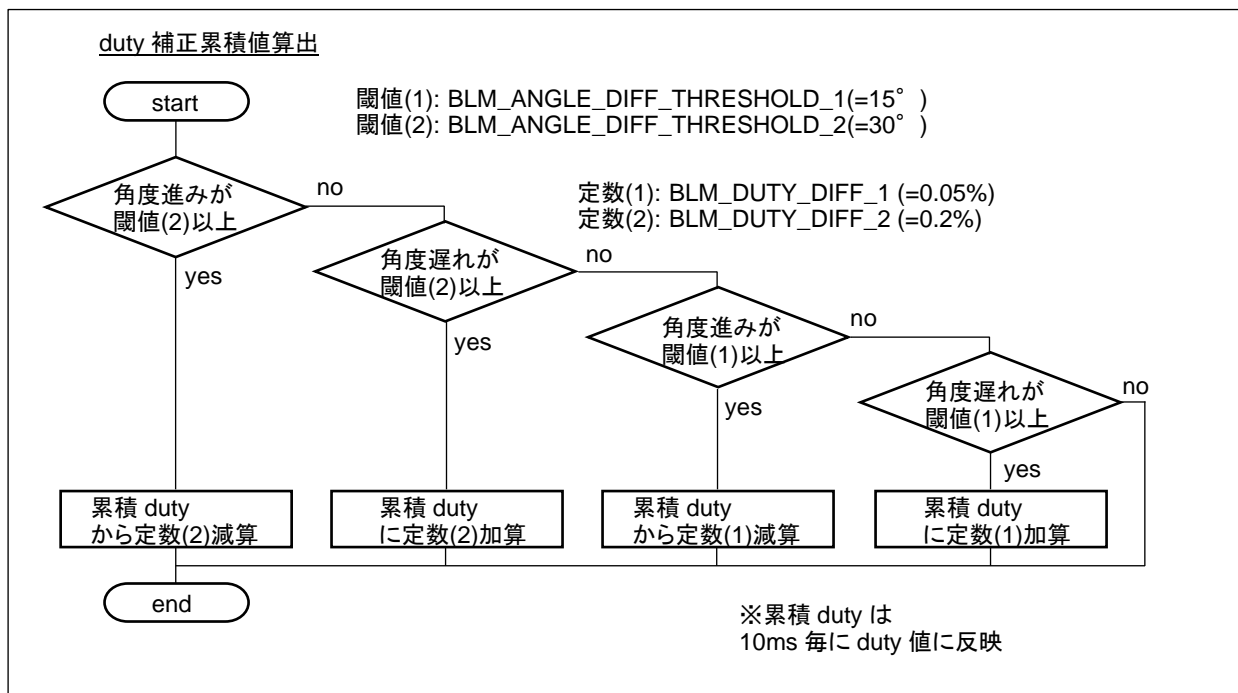 duty 補正累積値算出
start
閾値(1): BLM_ANGLE_DIFF_THRESHOLD_1(=15°)
閾値(2): BLM_ANGLE_DIFF_THRESHOLD_2(=30°)
定数(1): BLM_DUTY_DIFF_1 (=0.05%)
定数(2): BLM_DUTY_DIFF_2 (=0.2%)
角度進みが
閾値(2)以上
no
yes
角度遅れが
閾値(2)以上
no
yes
角度進みが
閾値(1)以上
no
yes
角度遅れが
閾値(1)以上
no
yes
累積 duty
から定数(2)減算
累積 duty
に定数(2)加算
累積 duty
から定数(1)減算
累積 duty
に定数(1)加算
end
※累積 duty は
10ms 毎に duty 値に反映